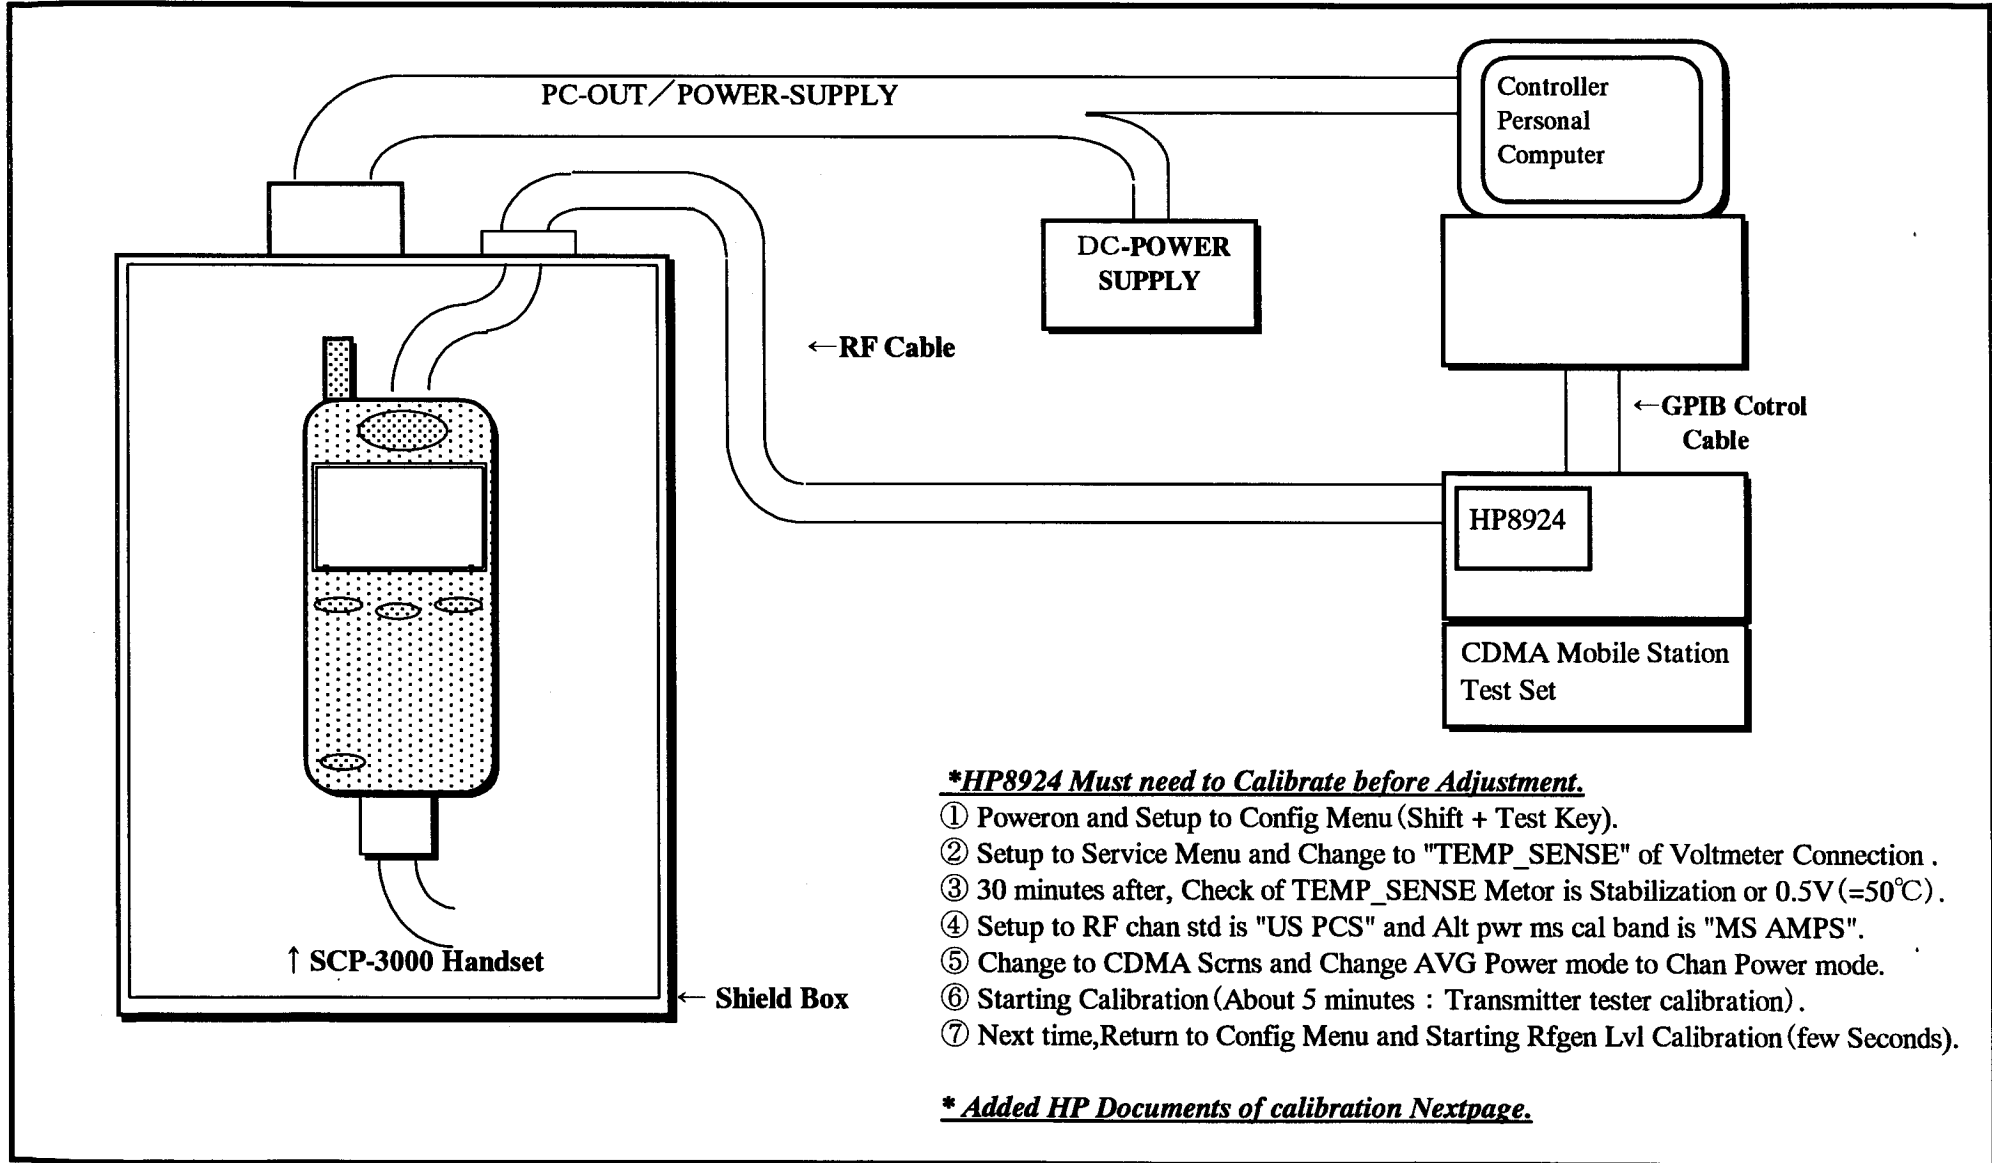 PC-OUT／POWER-SUPPLY
Controller
Personal
Computer
DC-POWER
SUPPLY
←RF Cable
←GPIB Cotrol
Cable
HP8924
CDMA Mobile Station
Test Set
↑ SCP-3000 Handset
← Shield Box
*HP8924 Must need to Calibrate before Adjustment.
① Poweron and Setup to Config Menu (Shift + Test Key).
② Setup to Service Menu and Change to "TEMP_SENSE" of Voltmeter Connection .
③ 30 minutes after, Check of TEMP_SENSE Metor is Stabilization or 0.5V (=50℃) .
④ Setup to RF chan std is "US PCS" and Alt pwr ms cal band is "MS AMPS".
⑤ Change to CDMA Scrns and Change AVG Power mode to Chan Power mode.
⑥ Starting Calibration (About 5 minutes : Transmitter tester calibration) .
⑦ Next time,Return to Config Menu and Starting Rfgen Lvl Calibration (few Seconds).
* Added HP Documents of calibration Nextpage.